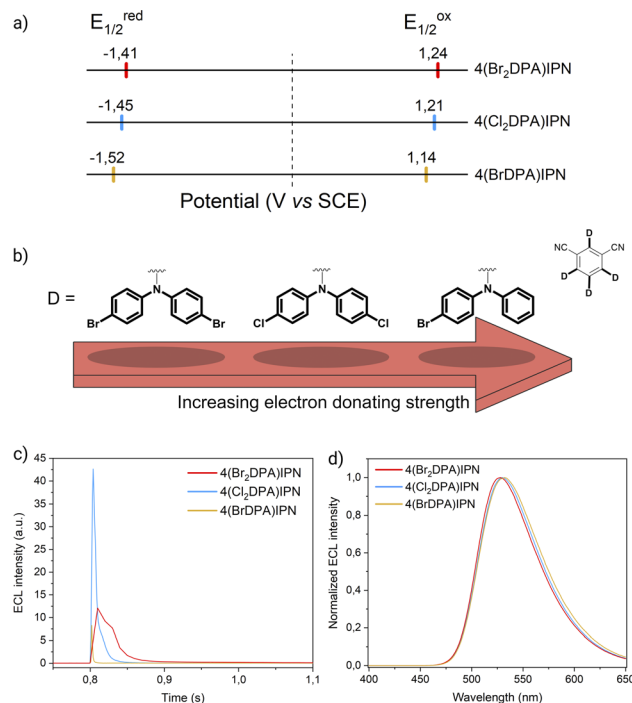 a)
E1/2red E1/2ox
-1,41 1,24
4(Br2DPA)IPN
-1,45 1,21
4(Cl2DPA)IPN
-1,52 1,14
4(BrDPA)IPN
Potential (V vs SCE)
b)
D
NC CN
D D
D
D =
N N N
Br Br Cl Cl Br
Increasing electron donating strength
c)
45
40
35
30
25
20
15
10
5
0
ECL intensity (a.u.)
4(Br2DPA)IPN
4(Cl2DPA)IPN
4(BrDPA)IPN
0,8 0,9 1,0 1,1
Time (s)
d)
1,0
0,8
0,6
0,4
0,2
0,0
Normalized ECL intensity
4(Br2DPA)IPN
4(Cl2DPA)IPN
4(BrDPA)IPN
400 450 500 550 600 650
Wavelength (nm)